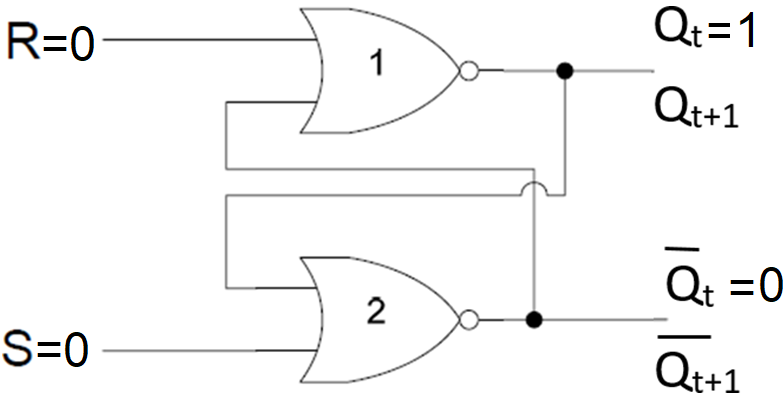 R=0
1
Qt=1
Qt+1
2
S=0
Q̅t =0
Q̅t+1